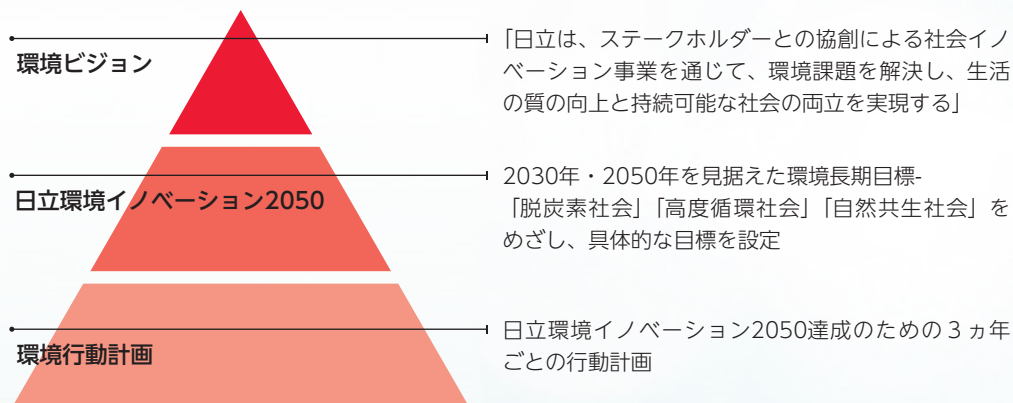 環境ビジョン
「日立は、ステークホルダーとの協創による社会イノ
ベーション事業を通じて、環境課題を解決し、生活
の質の向上と持続可能な社会の両立を実現する」
日立環境イノベーション2050
2030年・2050年を見据えた環境長期目標-
「脱炭素社会」「高度循環社会」「自然共生社会」を
めざし、具体的な目標を設定
環境行動計画
日立環境イノベーション2050達成のための3ヵ年
ごとの行動計画